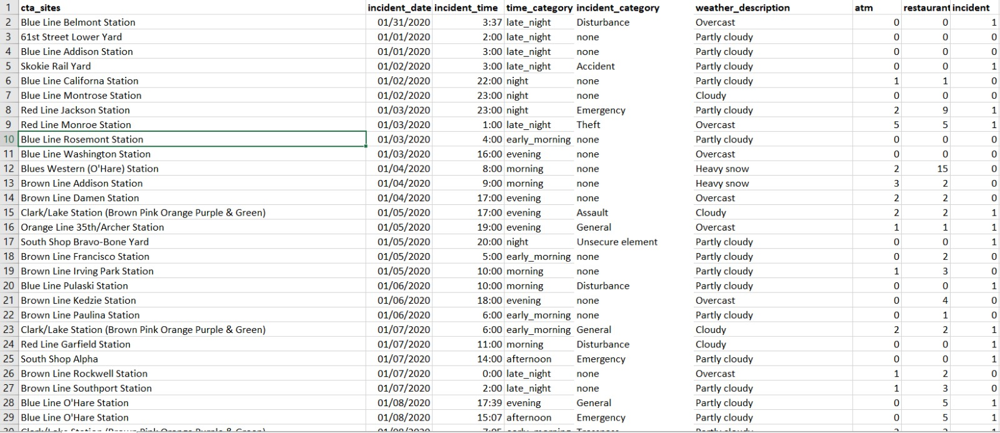 1 cta_sites incident_date incident_time time_category incident_category weather_description atm restaurant incident
2 Blue Line Belmont Station 01/31/2020 3:37 late_night Disturbance Overcast 0 0 1
3 61st Street Lower Yard 01/01/2020 2:00 late_night none Partly cloudy 0 0 0
4 Blue Line Addison Station 01/01/2020 3:00 late_night none Partly cloudy 0 0 0
5 Skokie Rail Yard 01/02/2020 3:00 late_night Accident Partly cloudy 0 0 1
6 Blue Line Californa Station 01/02/2020 22:00 night none Partly cloudy 1 1 0
7 Blue Line Montrose Station 01/02/2020 23:00 night none Cloudy 0 0 0
8 Red Line Jackson Station 01/03/2020 23:00 night Emergency Partly cloudy 2 9 1
9 Red Line Monroe Station 01/03/2020 1:00 late_night Theft Overcast 5 5 1
10 Blue Line Rosemont Station 01/03/2020 4:00 early_morning none Partly cloudy 0 0 0
11 Blue Line Washington Station 01/03/2020 16:00 evening none Overcast 0 0 0
12 Blues Western (O'Hare) Station 01/04/2020 8:00 morning none Heavy snow 2 15 0
13 Brown Line Addison Station 01/04/2020 9:00 morning none Heavy snow 3 2 0
14 Brown Line Damen Station 01/04/2020 17:00 evening none Overcast 2 2 0
15 Clark/Lake Station (Brown Pink Orange Purple & Green) 01/05/2020 17:00 evening Assault Cloudy 2 2 1
16 Orange Line 35th/Archer Station 01/05/2020 19:00 evening General Overcast 1 1 1
17 South Shop Bravo-Bone Yard 01/05/2020 20:00 night Unsecure element Partly cloudy 0 0 1
18 Brown Line Francisco Station 01/05/2020 5:00 early_morning none Partly cloudy 0 2 0
19 Brown Line Irving Park Station 01/05/2020 10:00 morning none Partly cloudy 1 3 0
20 Blue Line Pulaski Station 01/06/2020 10:00 morning Disturbance Partly cloudy 0 0 1
21 Brown Line Kedzie Station 01/06/2020 18:00 evening none Overcast 0 4 0
22 Brown Line Paulina Station 01/06/2020 6:00 early_morning none Partly cloudy 0 1 0
23 Clark/Lake Station (Brown Pink Orange Purple & Green) 01/07/2020 6:00 early_morning General Cloudy 2 2 1
24 Red Line Garfield Station 01/07/2020 11:00 morning Disturbance Cloudy 0 0 1
25 South Shop Alpha 01/07/2020 14:00 afternoon Emergency Partly cloudy 0 0 1
26 Brown Line Rockwell Station 01/07/2020 0:00 late_night none Overcast 1 2 0
27 Brown Line Southport Station 01/07/2020 2:00 late_night none Partly cloudy 1 3 0
28 Blue Line O'Hare Station 01/08/2020 17:39 evening General Partly cloudy 0 5 1
29 Blue Line O'Hare Station 01/08/2020 15:07 afternoon Emergency Partly cloudy 0 5 1